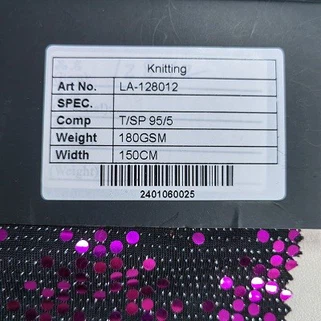 Knitting
Art No. LA-128012
SPEC.
Comp T/SP 95/5
Weight 180GSM
Width 150CM
2401060025